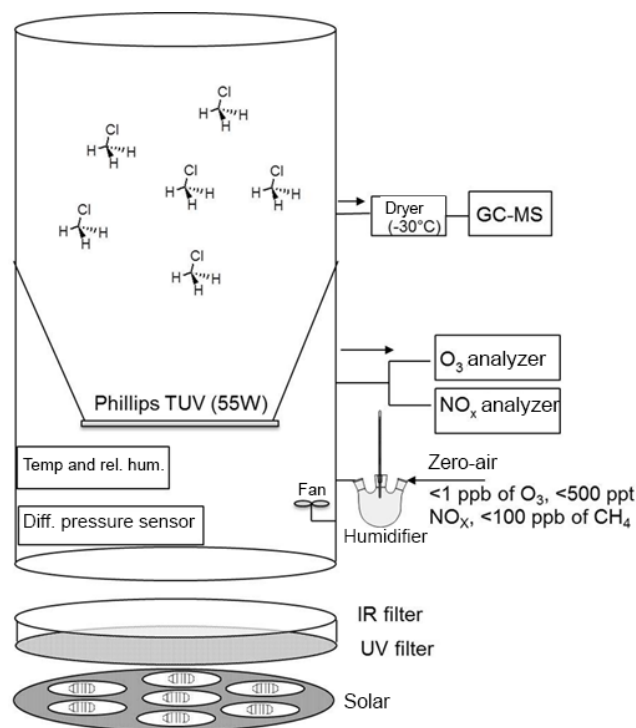 Cl
H H
H
Cl
H H
H
Cl
H H
H
Cl
H H
H
Cl
H H
H
Cl
H H
H
Dryer
(-30°C)
GC-MS
O3 analyzer
NOx analyzer
Phillips TUV (55W)
Temp and rel. hum.
Diff. pressure sensor
Fan
Humidifier
Zero-air
<1 ppb of O3, <500 ppt
NOX, <100 ppb of CH4
IR filter
UV filter
Solar